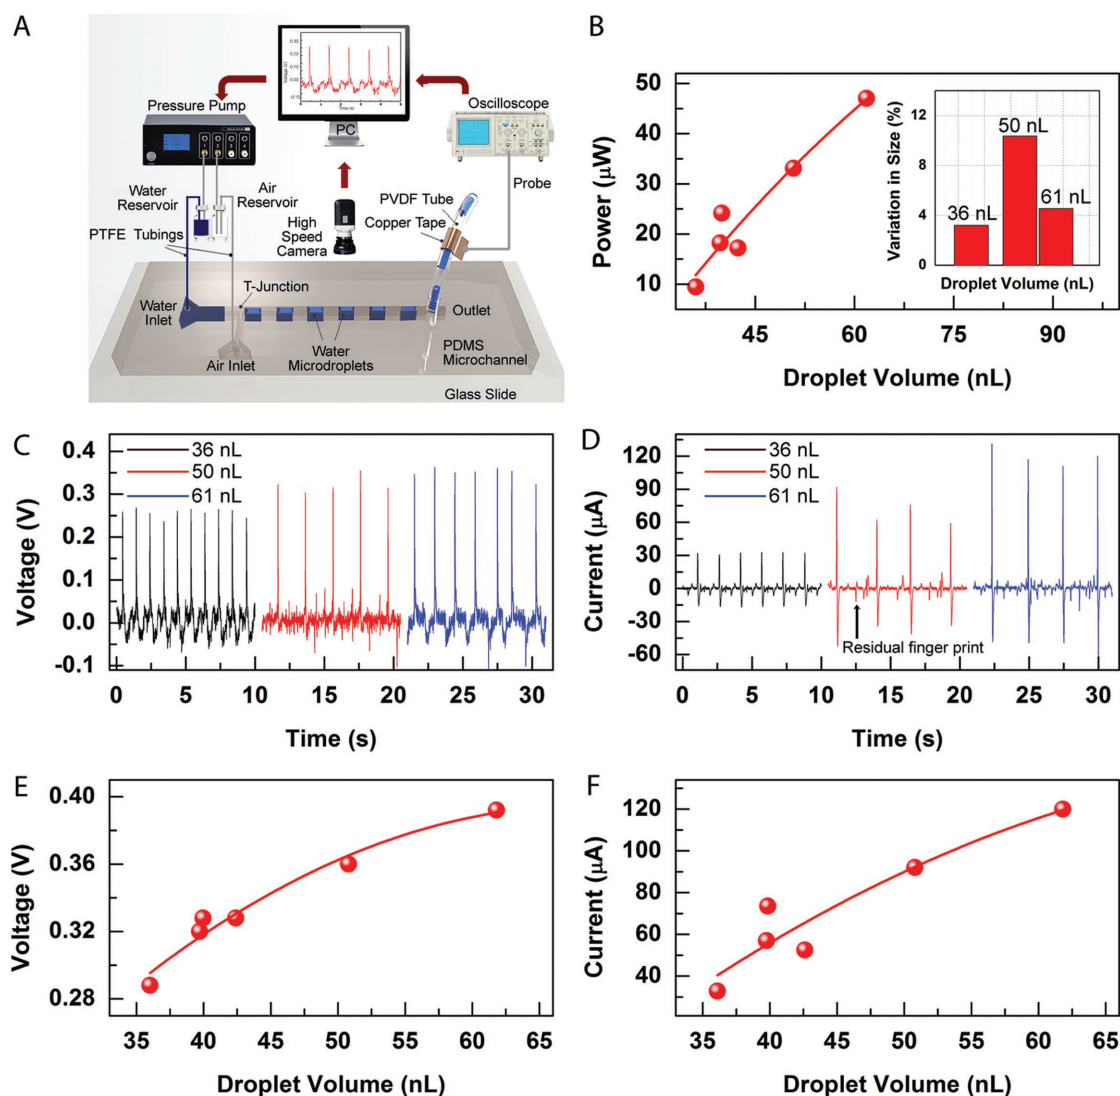 A
Pressure Pump
PC
Oscilloscope
Voltage (V)
Time (s)
Water
Reservoir
Air
Reservoir
PTFE Tubings
High
Speed
Camera
PVDF Tube
Copper Tape
Probe
T-Junction
Water
Inlet
Outlet
Air Inlet
Water
Microdroplets
PDMS
Microchannel
Glass Slide
B
Power (µW)
50
40
30
20
10
45 60 75 90
Droplet Volume (nL)
Variation in Size (%)
12
8
4
0
36 nL
50 nL
61 nL
Droplet Volume (nL)
C
36 nL
50 nL
61 nL
Voltage (V)
0.4
0.3
0.2
0.1
0.0
-0.1
0 5 10 15 20 25 30
Time (s)
D
36 nL
50 nL
61 nL
Current (µA)
120
90
60
30
0
-30
-60
Residual finger print
0 5 10 15 20 25 30
Time (s)
E
Voltage (V)
0.40
0.36
0.32
0.28
35 40 45 50 55 60 65
Droplet Volume (nL)
F
Current (µA)
120
100
80
60
40
35 40 45 50 55 60 65
Droplet Volume (nL)